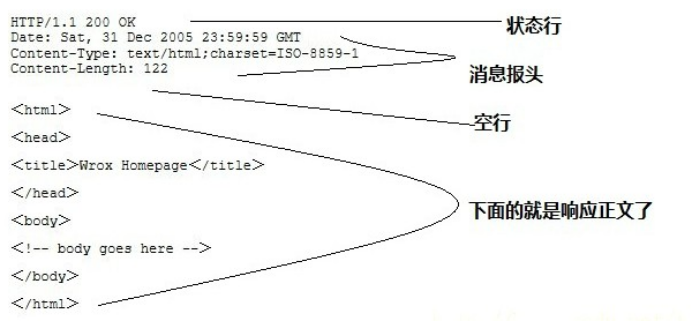 HTTP/1.1 200 OK
状态行
Date: Sat, 31 Dec 2005 23:59:59 GMT
Content-Type: text/html;charset=ISO-8859-1
Content-Length: 122
消息报头
空行
<html>
<head>
<title>Wrox Homepage</title>
</head>
<body>
下面的就是响应正文了
<!-- body goes here -->
</body>
</html>